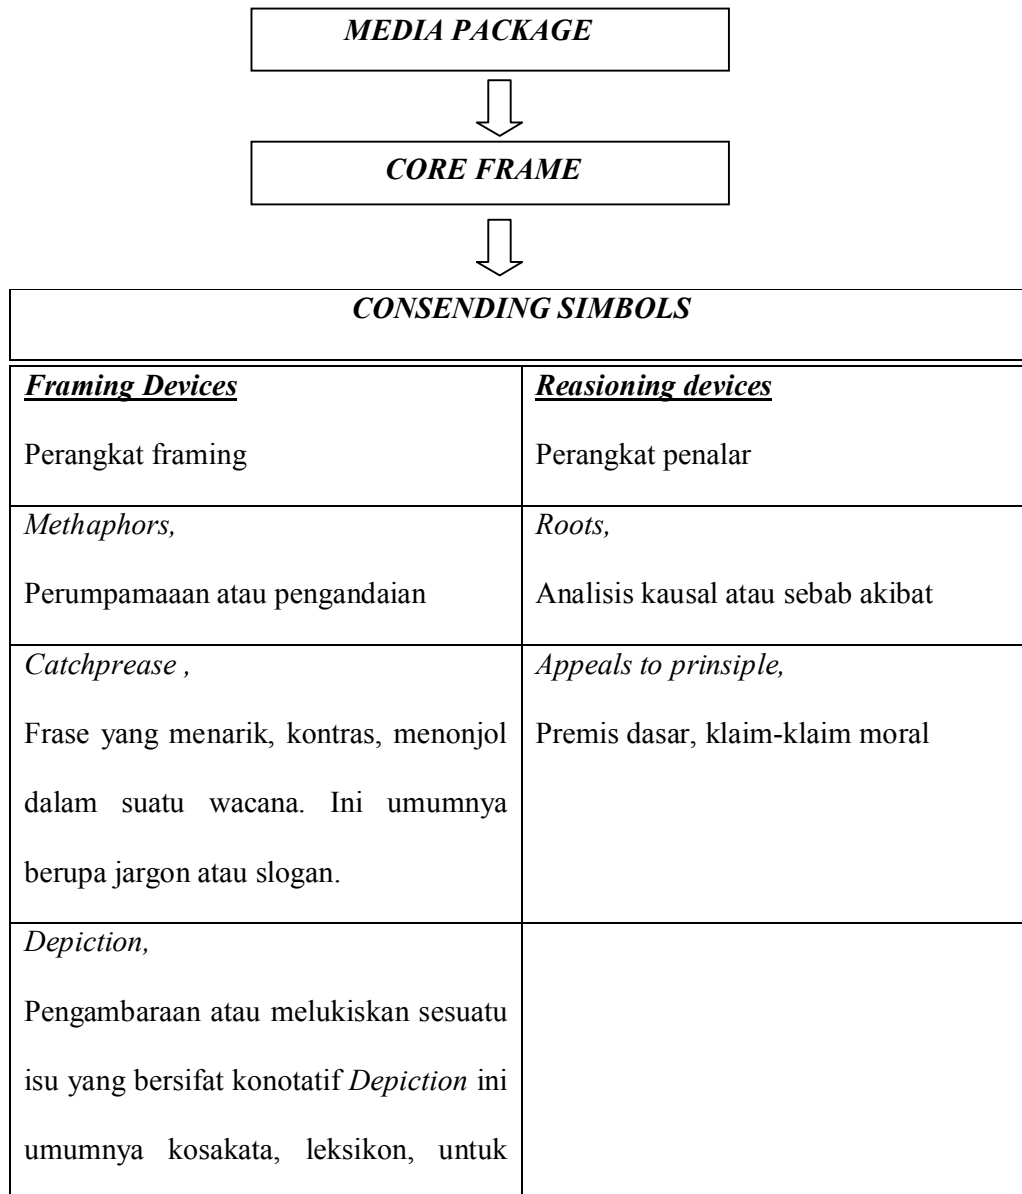 MEDIA PACKAGE
CORE FRAME
CONSENDING SIMBOLS
Framing Devices
Perangkat framing
Reasioning devices
Perangkat penalar
Methaphors,
Perumpamaaan atau pengandaian
Roots,
Analisis kausal atau sebab akibat
Catchprease ,
Frase yang menarik, kontras, menonjol
dalam suatu wacana. Ini umumnya
berupa jargon atau slogan.
Appeals to prinsiple,
Premis dasar, klaim-klaim moral
Depiction,
Pengambaraan atau melukiskan sesuatu
isu yang bersifat konotatif Depiction ini
umumnya kosakata, leksikon, untuk